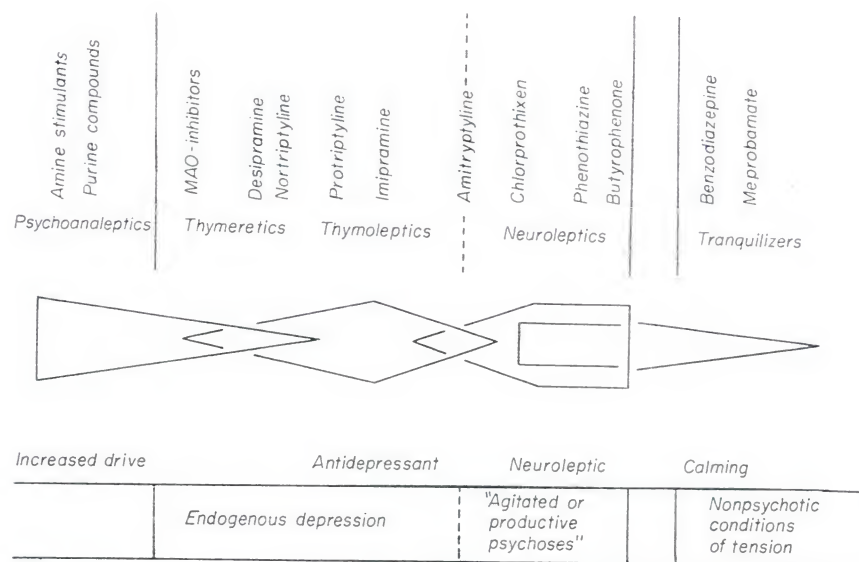 Amine stimulants
Purine compounds
MAO-inhibitors
Desipramine
Nortriptyline
Protriptyline
Imipramine
Amitryptyline
Chlorprothixen
Phenothiazine
Butyrophenone
Benzodiazepine
Meprobamate
Psychoanaleptics
Thymeretics
Thymoleptics
Neuroleptics
Tranquilizers
Increased drive
Antidepressant
Neuroleptic
Calming
Endogenous depression
"Agitated or
productive
psychoses"
Nonpsychotic
conditions
of tension